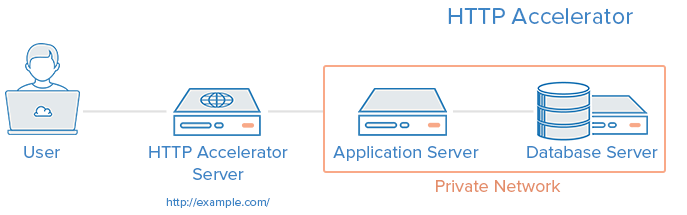 HTTP Accelerator
User
HTTP Accelerator
Server
Application Server
Database Server
Private Network
http://example.com/